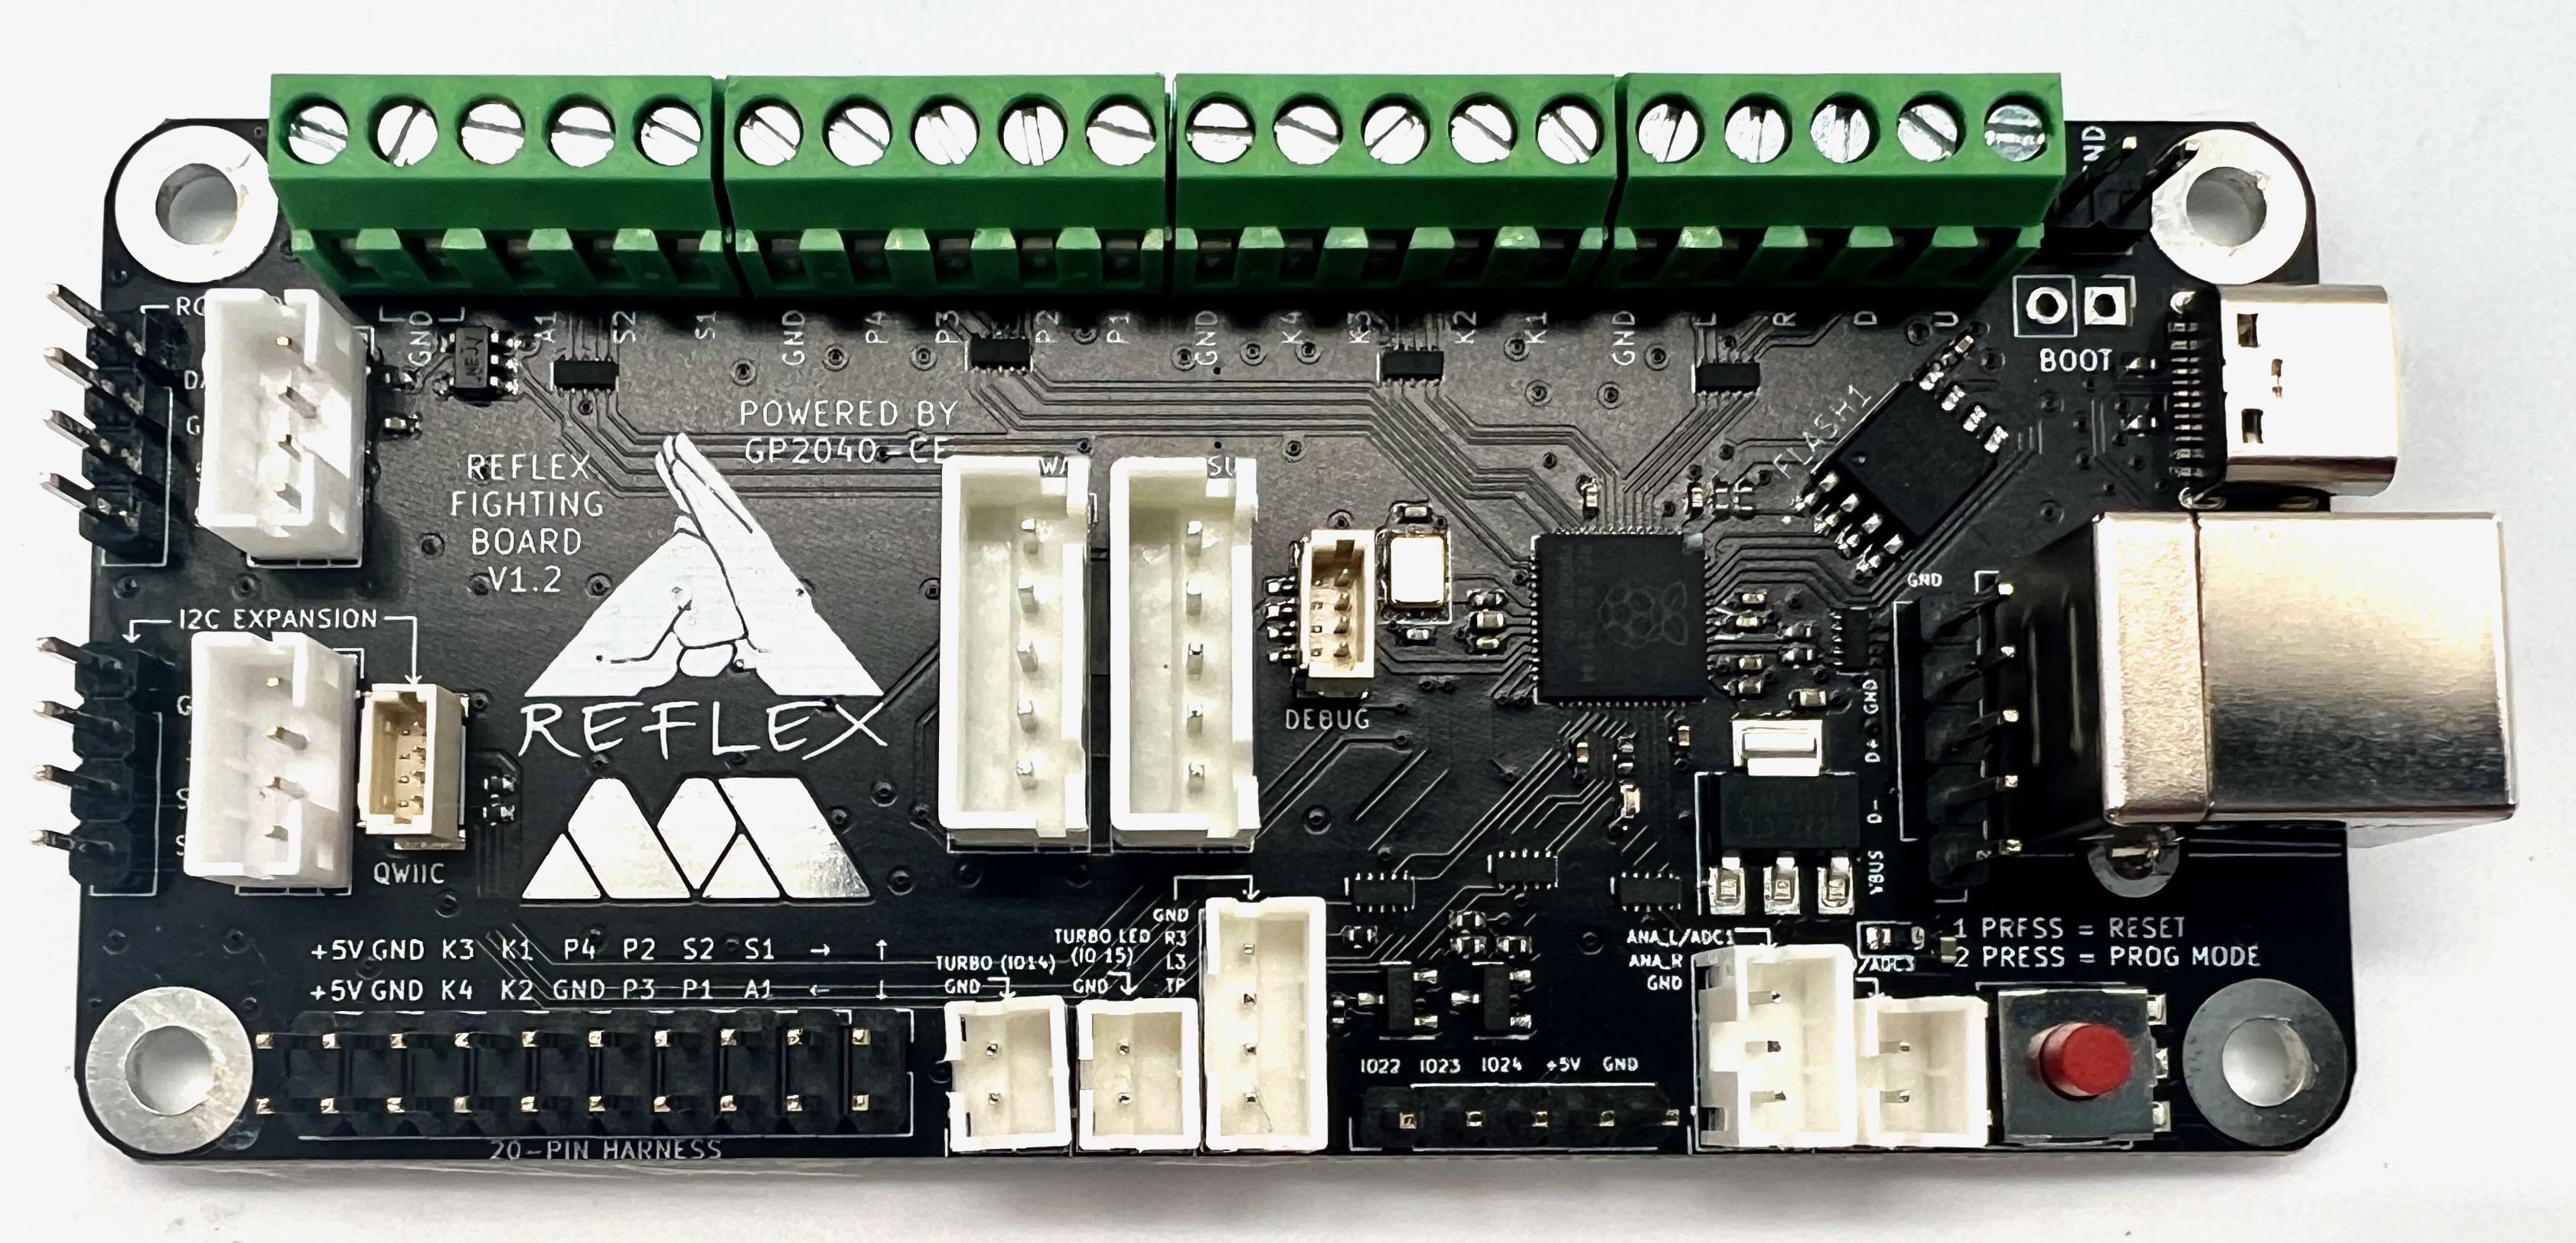 GND
GND
A1
S2
S1
GND
P4
P3
P2
P1
GND
K4
K3
K2
K1
GND
L
R
D
U
BOOT
FLASH1
POWERED BY
GP2040-CE
REFLEX
FIGHTING
BOARD
V1.2
I2C EXPANSION
GND
DEBUG
REFLEX
GND
D+
D-
VBUS
QWIIC
+5V GND K3 K1 P4 P2 S2 S1 → ↑
+5V GND K4 K2 GND P3 P1 A1 ← ↓
20-PIN HARNESS
TURBO (IO14)
GND
TURBO LED
(IO 15)
GND
GND
R3
L3
TP
IO22 IO23 IO24 +5V GND
ANA_L/ADC1
ANA_R
GND
/ADC3
1 PRESS = RESET
2 PRESS = PROG MODE